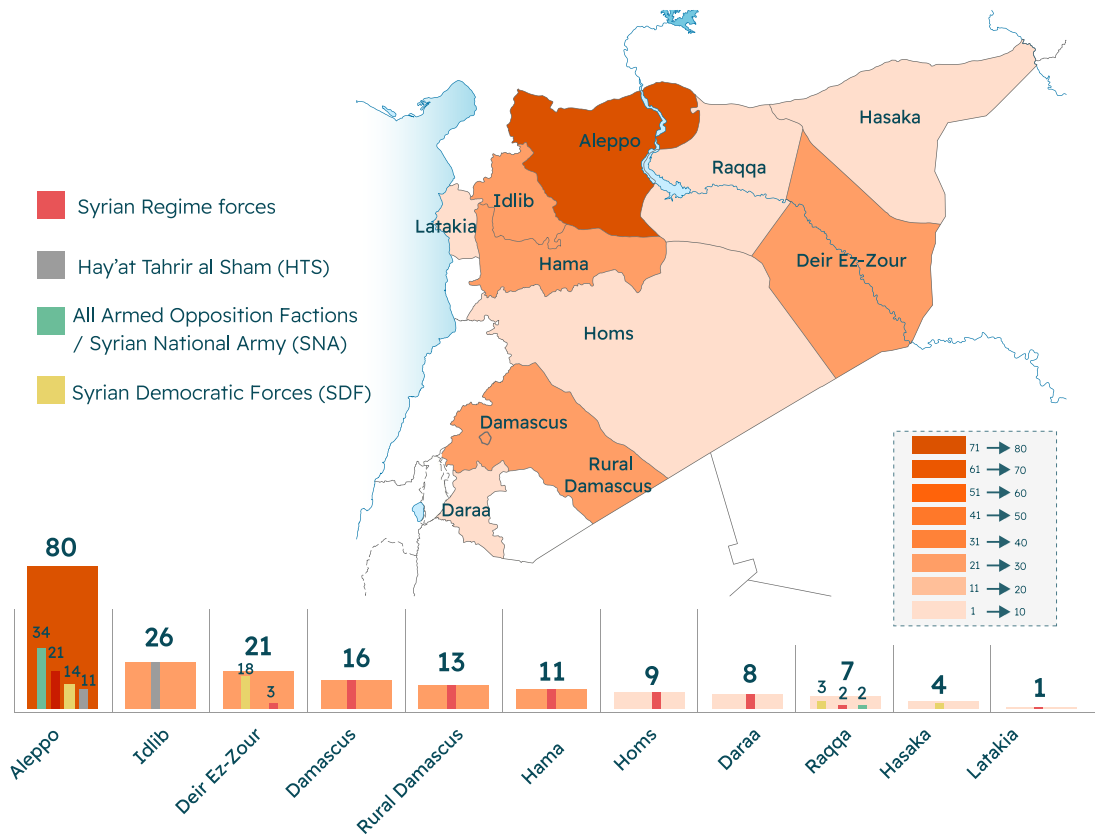 Hasaka
Aleppo
Raqqa
Idlib
Latakia
Hama
Deir Ez-Zour
Homs
Damascus
Rural
Damascus
Daraa
Syrian Regime forces
Hay’at Tahrir al Sham (HTS)
All Armed Opposition Factions
/ Syrian National Army (SNA)
Syrian Democratic Forces (SDF)
71 80
61 70
51 60
41 50
31 40
21 30
11 20
1 10
80
34
21
14
11
26
21
18
3
16
13
11
9
8
7
3
2
2
4
1
Aleppo
Idlib
Deir Ez-Zour
Damascus
Rural Damascus
Hama
Homs
Daraa
Raqqa
Hasaka
Latakia